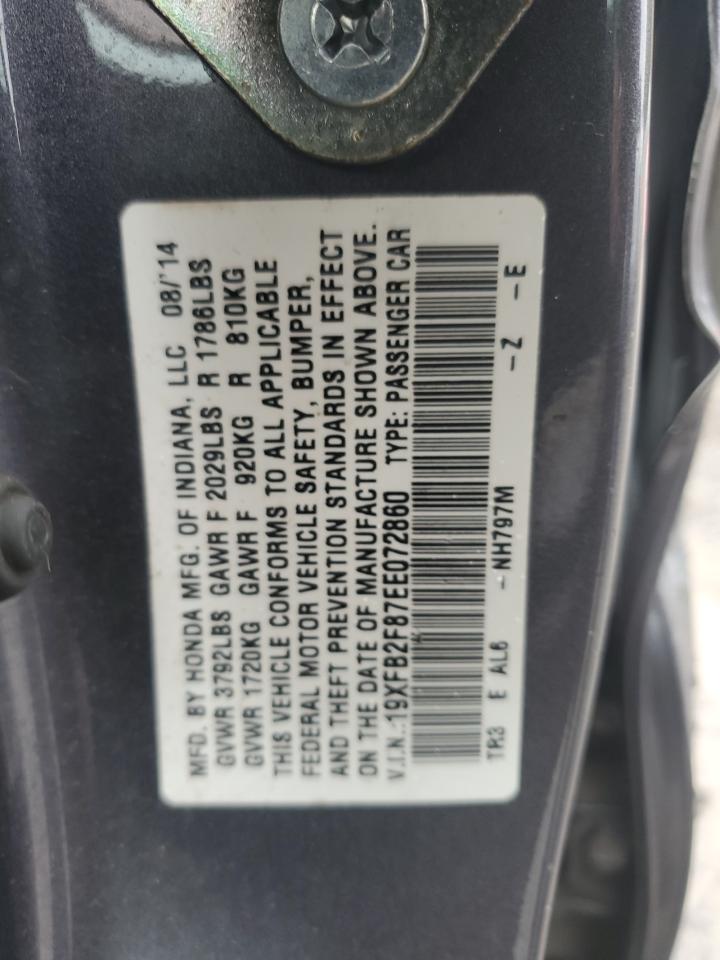 MFD. BY HONDA MFG. OF INDIANA, LLC 08/'14
GVWR 3792LBS GAWR F 2029LBS R 1786LBS
GVWR 1720KG GAWR F 920KG R 810KG
THIS VEHICLE CONFORMS TO ALL APPLICABLE
FEDERAL MOTOR VEHICLE SAFETY, BUMPER,
AND THEFT PREVENTION STANDARDS IN EFFECT
ON THE DATE OF MANUFACTURE SHOWN ABOVE.
V.I.N.:19XFB2F87EE072860 TYPE: PASSENGER CAR
TR3 E AL6 -NH797M -Z -E